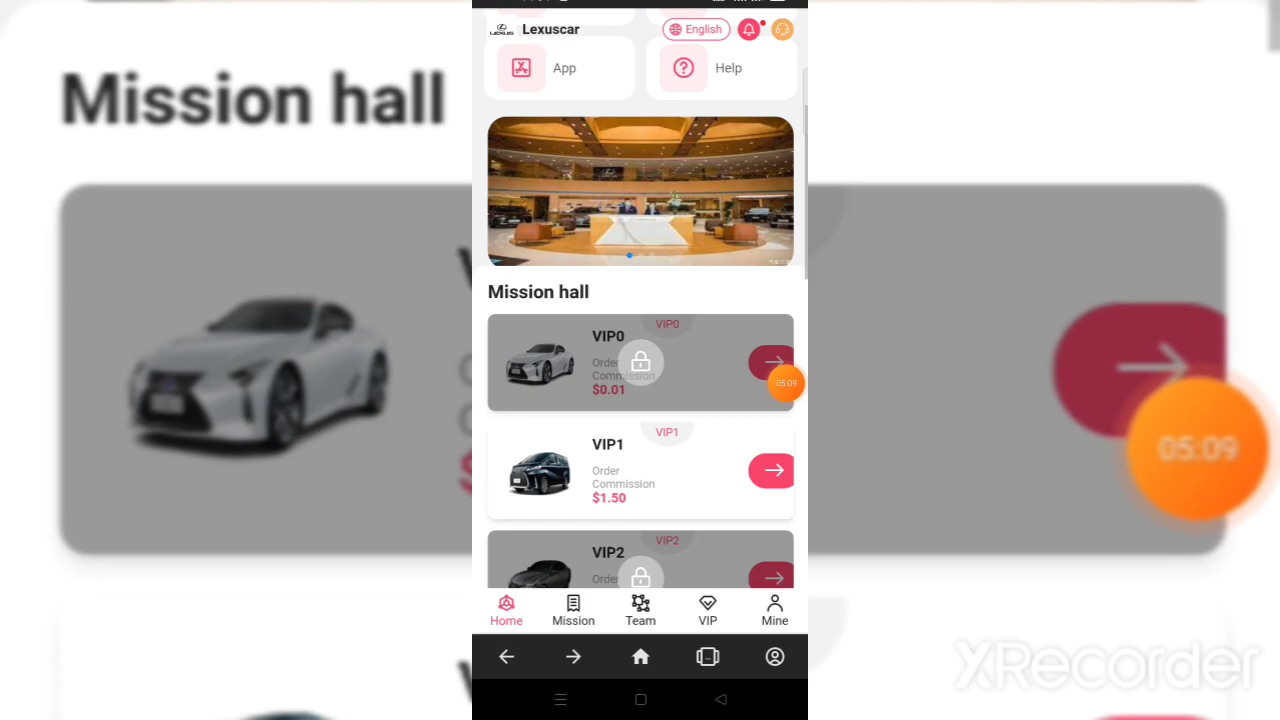 Mission hall
LEXUS
Lexuscar
English
App
Help
Mission hall
VIP0
VIP0
Order
Commission
$0.01
05:09
05:09
VIP1
VIP1
Order
Commission
$1.50
VIP2
VIP2
Order
Home
Mission
Team
VIP
Mine
XRecorder